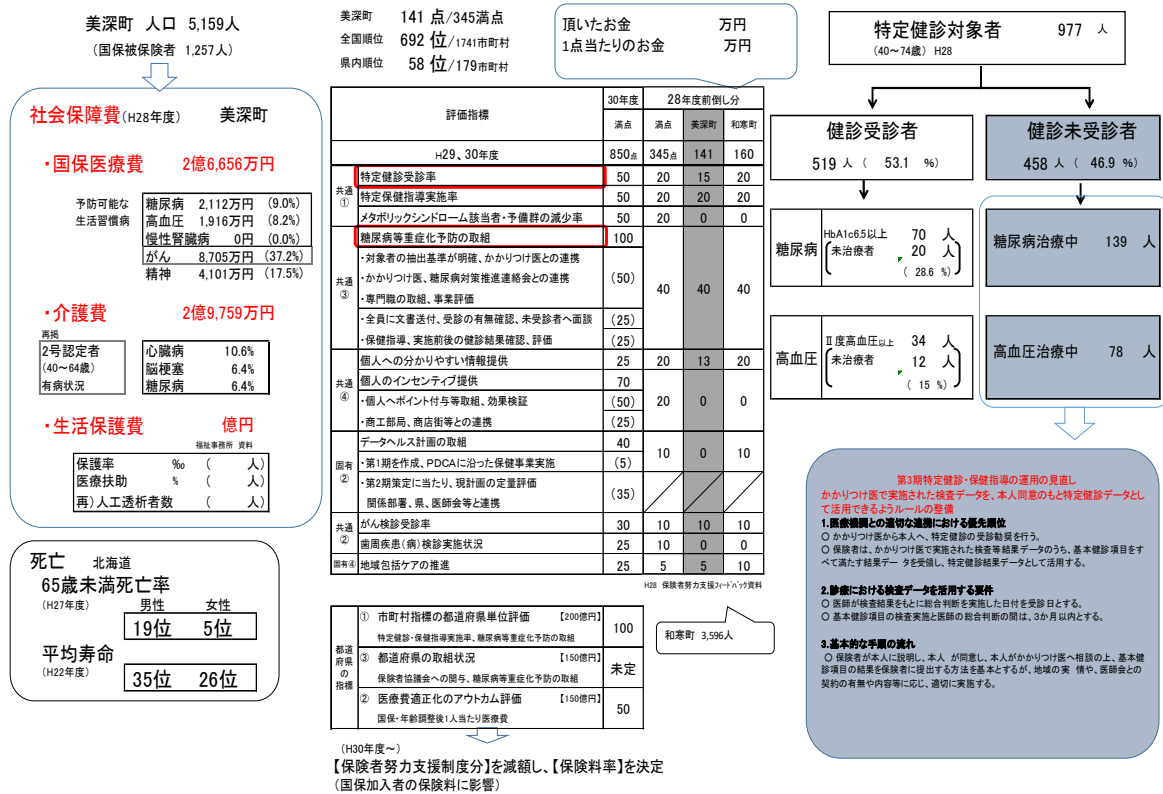 美深町 人口 5,159人
(国保被保険者 1,257人)
社会保障費(H28年度) 美深町
・国保医療費 2億6,656万円
予防可能な
生活習慣病
糖尿病 2,112万円 (9.0%)
高血圧 1,916万円 (8.2%)
慢性腎臓病 0円 (0.0%)
がん 8,705万円 (37.2%)
精神 4,101万円 (17.5%)
・介護費 2億9,759万円
再掲
2号認定者
(40~64歳)
有病状況
心臓病 10.6%
脳梗塞 6.4%
糖尿病 6.4%
・生活保護費 億円
福祉事務所 資料
保護率 ‰ ( 人)
医療扶助 % ( 人)
再)人工透析者数 ( 人)
死亡 北海道
65歳未満死亡率
(H27年度) 男性 女性
19位 5位
平均寿命
(H22年度) 35位 26位
美深町 141 点/345満点
全国順位 692 位/1741市町村
県内順位 58 位/179市町村
頂いたお金 万円
1点当たりのお金 万円
評価指標 30年度 28年度前倒し分
満点 満点 美深町 和寒町
H29、30年度 850点 345点 141 160
共通① 特定健診受診率 50 20 15 20
特定保健指導実施率 50 20 20 20
メタボリックシンドローム該当者・予備群の減少率 50 20 0 0
共通③ 糖尿病等重症化予防の取組 100 40 40 40
・対象者の抽出基準が明確、かかりつけ医との連携
・かかりつけ医、糖尿病対策推進連絡会との連携 (50)
・専門職の取組、事業評価
・全員に文書送付、受診の有無確認、未受診者へ面談 (25)
・保健指導、実施前後の健診結果確認、評価 (25)
共通④ 個人への分かりやすい情報提供 25 20 13 20
個人のインセンティブ提供 70 20 0 0
・個人へポイント付与等取組、効果検証 (50)
・商工部局、商店街等との連携 (25)
固有② データヘルス計画の取組 40 10 0 10
・第1期を作成、PDCAに沿った保健事業実施 (5)
・第2期策定に当たり、現計画の定量評価 (35)
関係部署、県、医師会等と連携
共通② がん検診受診率 30 10 10 10
歯周疾患(病)検診実施状況 25 10 0 0
固有④ 地域包括ケアの推進 25 5 5 10
H28 保険者努力支援フィードバック資料
都道府県の指標
① 市町村指標の都道府県単位評価 【200億円】 100
特定健診・保健指導実施率、糖尿病等重症化予防の取組
③ 都道府県の取組状況 【150億円】 未定
保険者協議会への関与、糖尿病等重症化予防の取組
② 医療費適正化のアウトカム評価 【150億円】 50
国保・年齢調整後1人当たり医療費
和寒町 3,596人
(H30年度~)
【保険者努力支援制度分】を減額し、【保険料率】を決定
(国保加入者の保険料に影響)
特定健診対象者 977 人
(40~74歳) H28
健診受診者
519 人 ( 53.1 %)
健診未受診者
458 人 ( 46.9 %)
糖尿病 HbA1c6.5以上 70 人
未治療者 20 人
( 28.6 %)
糖尿病治療中 139 人
高血圧 Ⅱ度高血圧以上 34 人
未治療者 12 人
( 15 %)
高血圧治療中 78 人
第3期特定健診・保健指導の運用の見直し
かかりつけ医で実施された検査データを、本人同意のもと特定健診データとし
て活用できるようルールの整備
1.医療機関との適切な連携における優先順位
○ かかりつけ医から本人へ、特定健診の受診勧奨を行う。
○ 保険者は、かかりつけ医で実施された検査等結果データのうち、基本健診項目をす
べて満たす結果デー タを受領し、特定健診結果として活用する。
2.診療における検査データを活用する要件
○ 医師が検査結果をもとに総合判断を実施した日付を受診日とする。
○ 基本健診項目の検査実施と医師の総合判断の間は、3か月以内とする。
3.基本的な手順の流れ
○ 保険者が本人に説明し、本人 が同意し、本人がかかりつけ医へ相談の上、基本健
診項目の結果を保険者に提出する方法を基本とするが、地域の実 情や、医師会との
契約の有無や内容等に応じ、適切に実施する。